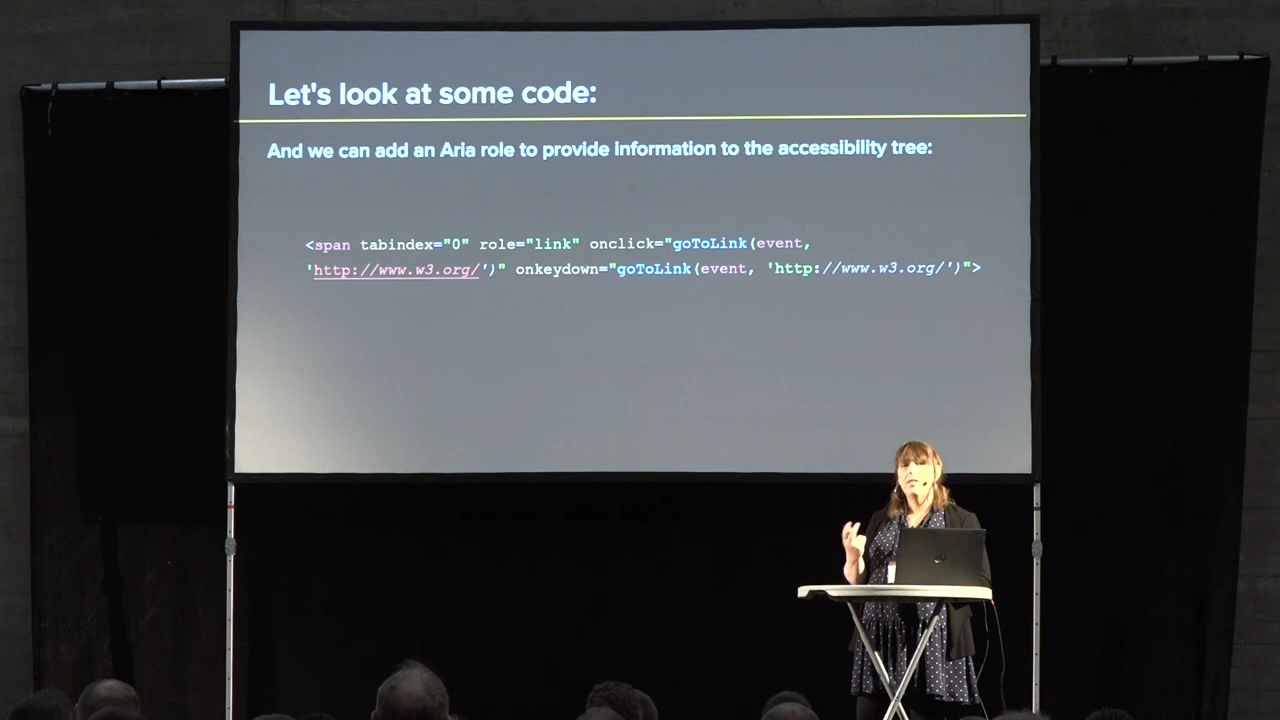 Let's look at some code:
And we can add an Aria role to provide information to the accessibility tree:
<span tabindex="0" role="link" onclick="goToLink(event,
'http://www.w3.org/')" onkeydown="goToLink(event, 'http://www.w3.org/')">